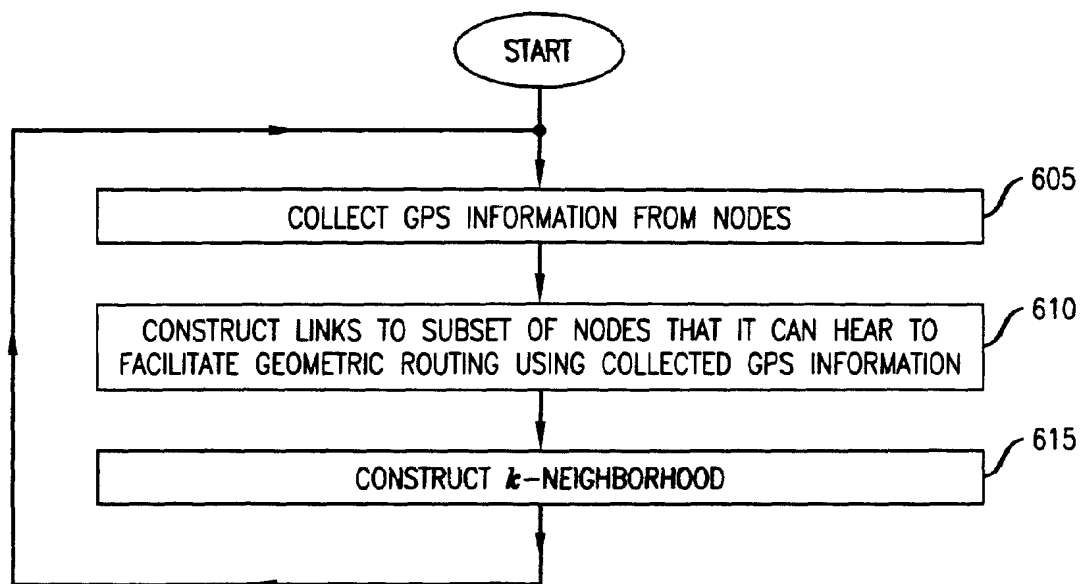 START
COLLECT GPS INFORMATION FROM NODES
605
CONSTRUCT LINKS TO SUBSET OF NODES THAT IT CAN HEAR TO
FACILITATE GEOMETRIC ROUTING USING COLLECTED GPS INFORMATION
610
CONSTRUCT k-NEIGHBORHOOD
615